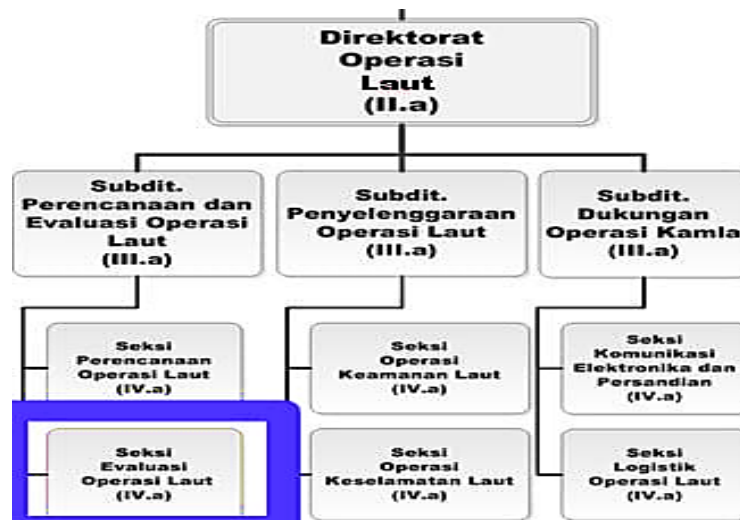 Direktorat
Operasi
Laut
(II.a)
Subdit.
Perencanaan dan
Evaluasi Operasi
Laut
(III.a)
Subdit.
Penyelenggaraan
Operasi Laut
(III.a)
Subdit.
Dukungan
Operasi Kamla
(III.a)
Seksi
Perencanaan
Operasi Laut
(IV.a)
Seksi
Operasi
Keamanan Laut
(IV.a)
Seksi
Komunikasi
Elektronika dan
Persandian
(IV.a)
Seksi
Evaluasi
Operasi Laut
(IV.a)
Seksi
Operasi
Keselamatan Laut
(IV.a)
Seksi
Logistik
Operasi Laut
(IV.a)